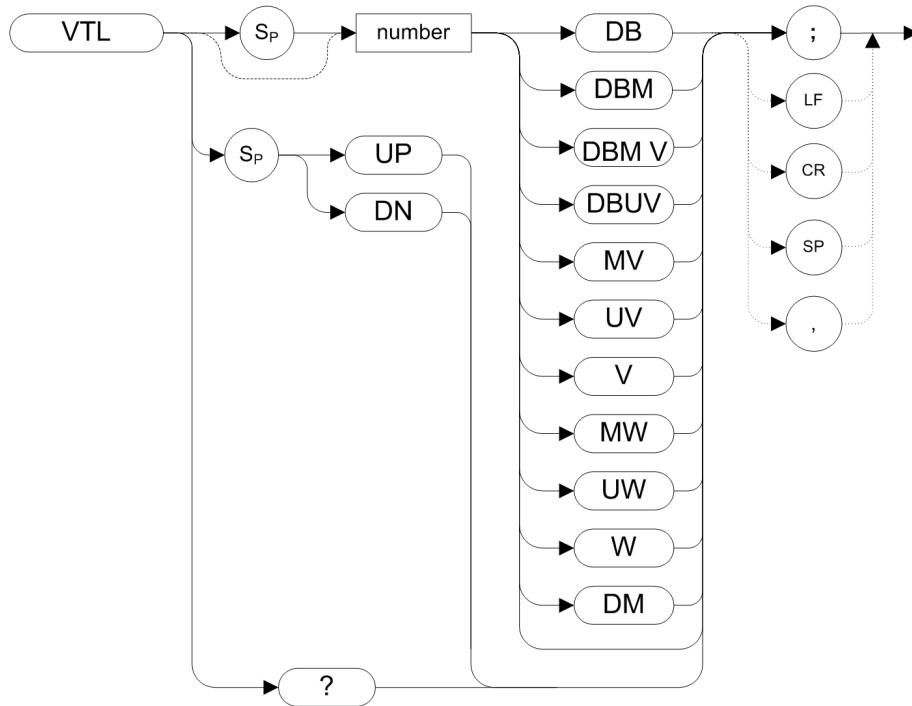 VTL
SP
number
DB
;
DBM
LF
SP
UP
DBM V
CR
DN
DBUV
SP
MV
UV
,
V
MW
UW
W
DM
?